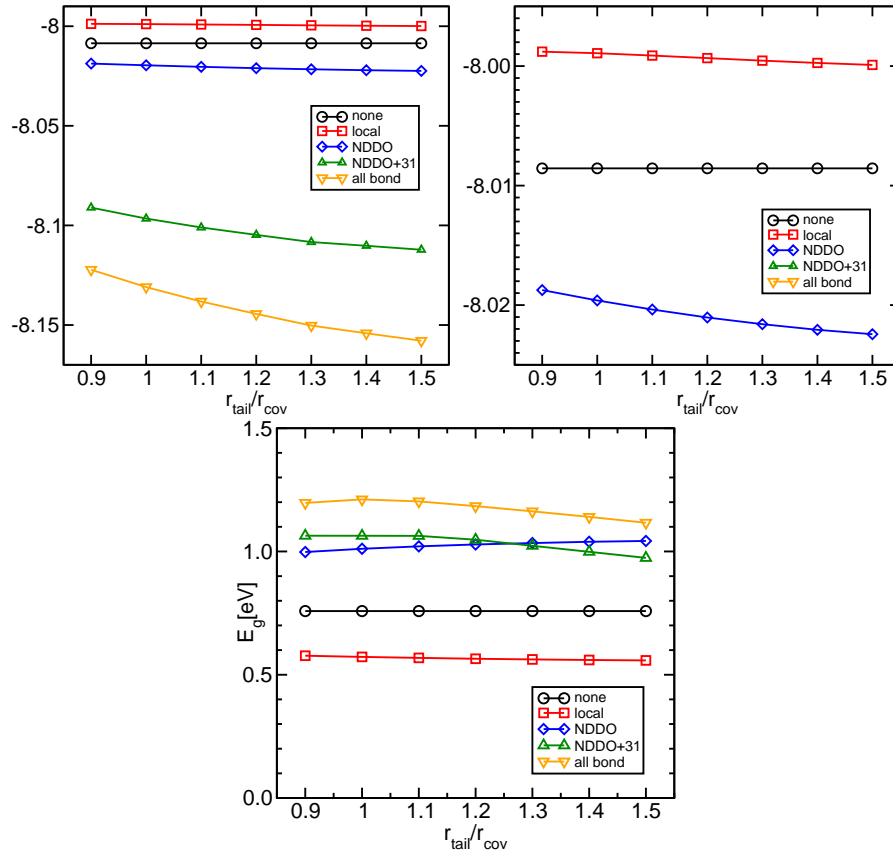 -8
-8.05
-8.1
-8.15
none
local
NDDO
NDDO+31
all bond
0.9 1 1.1 1.2 1.3 1.4 1.5
r_tail/r_cov
-8.00
-8.01
-8.02
none
local
NDDO
NDDO+31
all bond
0.9 1 1.1 1.2 1.3 1.4 1.5
r_tail/r_cov
1.5
1.0
0.5
0.0
E_g[eV]
none
local
NDDO
NDDO+31
all bond
0.9 1 1.1 1.2 1.3 1.4 1.5
r_tail/r_cov